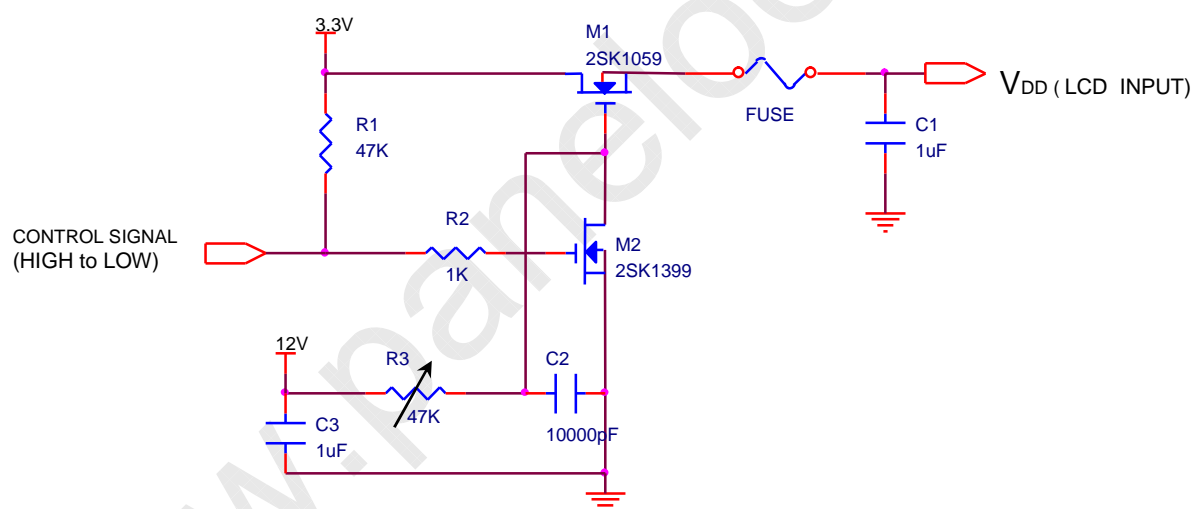 3.3V
M1
2SK1059
FUSE
VDD ( LCD INPUT)
R1
47K
C1
1uF
CONTROL SIGNAL
(HIGH to LOW)
R2
1K
M2
2SK1399
12V
R3
47K
C2
10000pF
C3
1uF
w.paneloo